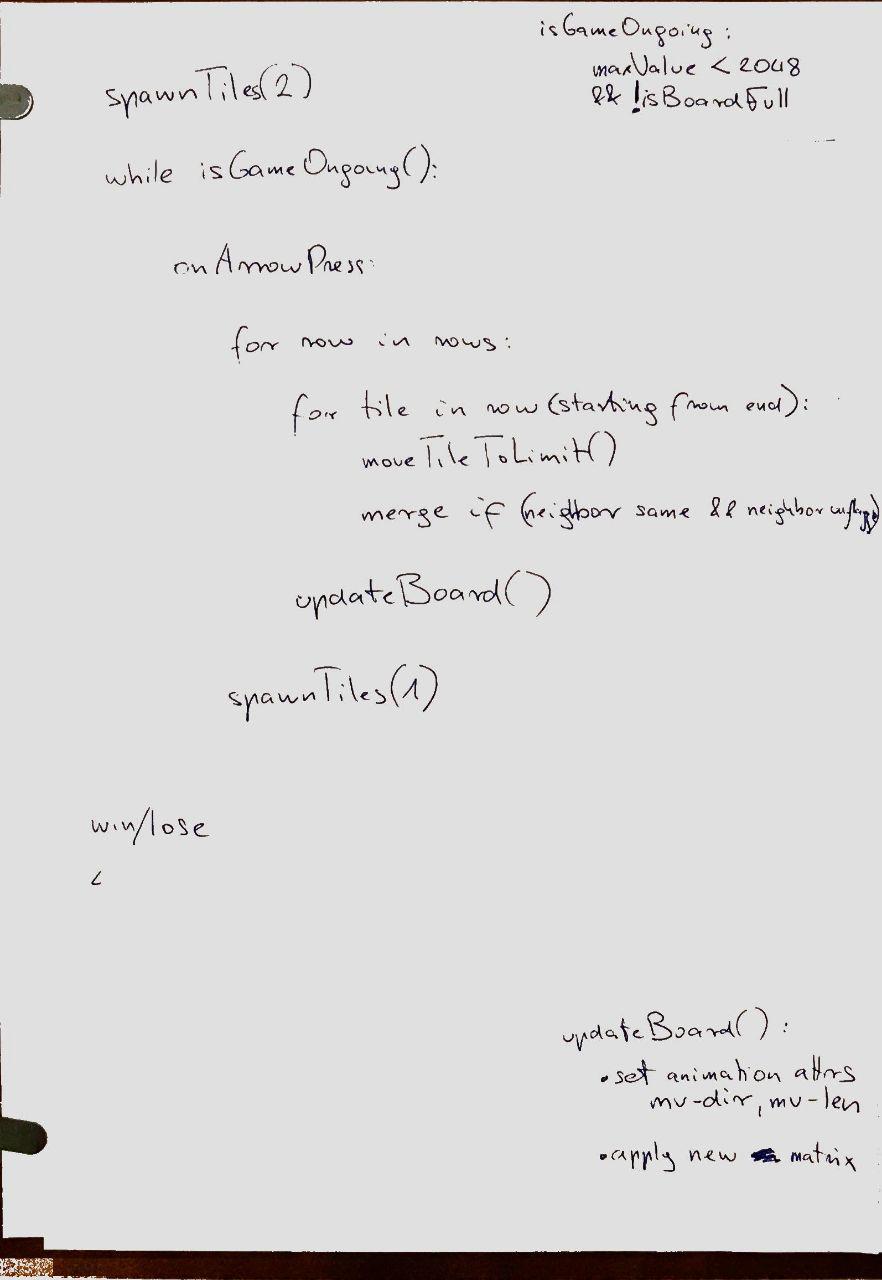 isGameOngoing:
maxValue < 2048
&& !isBoardFull
spawnTiles(2)
while isGameOngoing():
onArrowPress:
for row in rows:
for tile in row (starting from end):
moveTileToLimit()
merge if (neighbor same && neighbor
updateBoard()
spawnTiles(1)
win/lose
updateBoard():
• set animation attrs
mv-dir, mv-len
• apply new matrix